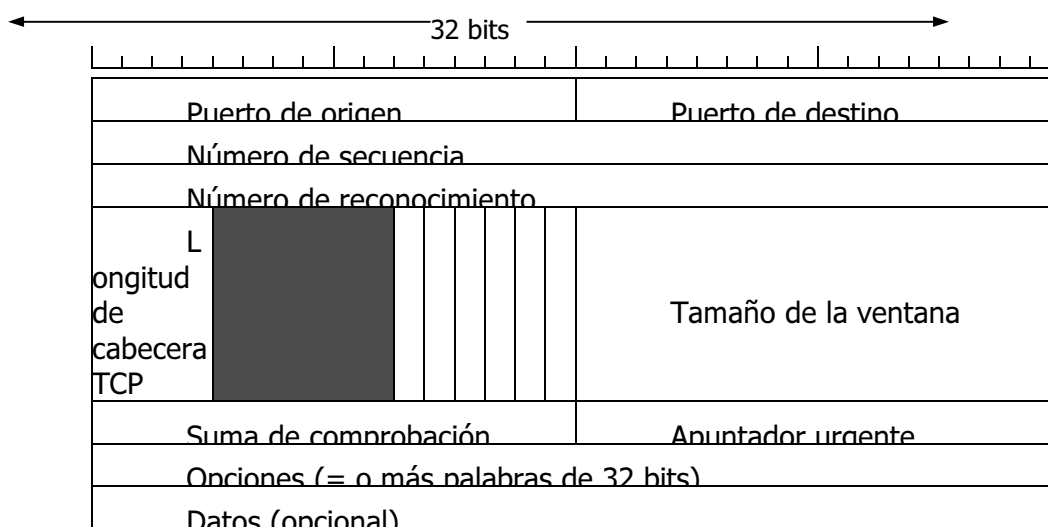 32 bits
Puerto de origen
Puerto de destino
Número de secuencia
Número de reconocimiento
L
ongitud
de
cabecera
TCP
Tamaño de la ventana
Suma de comprobación
Apuntador urgente
Opciones (= o más palabras de 32 bits)
Datos (opcional)